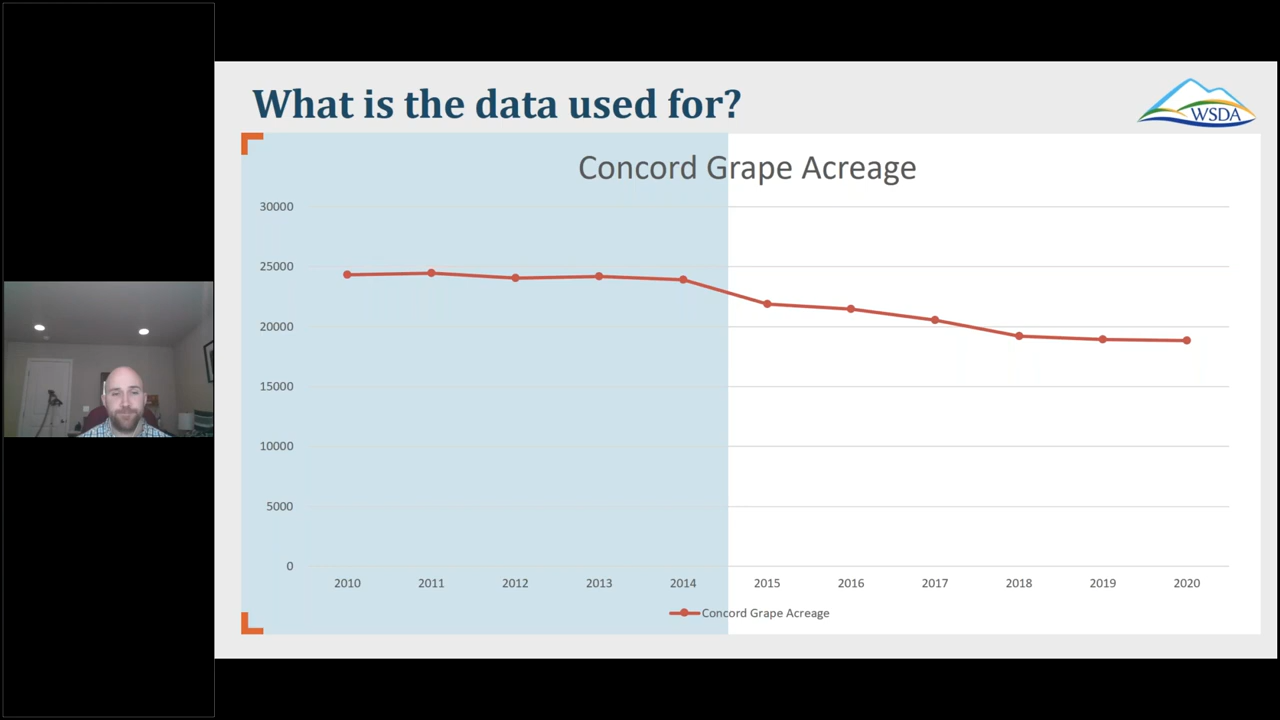 What is the data used for?
WSDA
Concord Grape Acreage
30000
25000
20000
15000
10000
5000
0
2010 2011 2012 2013 2014 2015 2016 2017 2018 2019 2020
Concord Grape Acreage